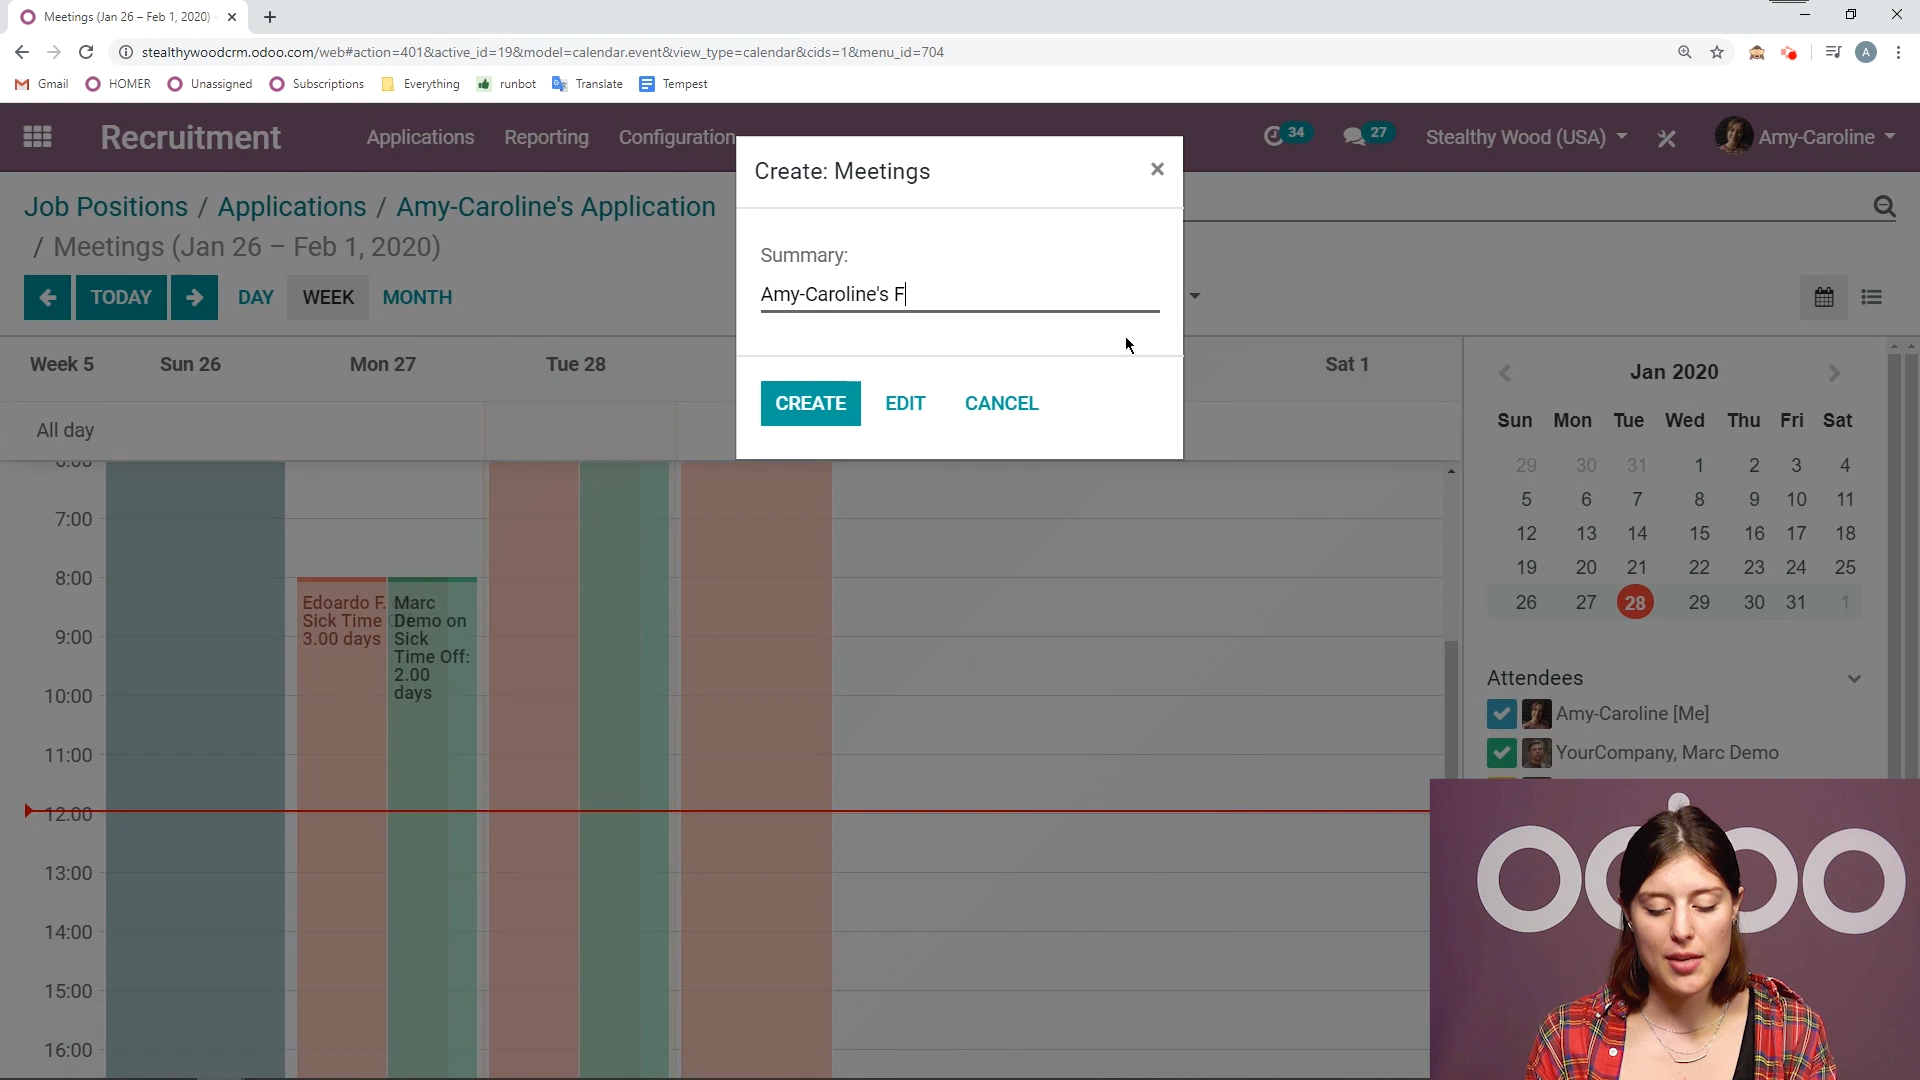 Meetings (Jan 26 – Feb 1, 2020)
stealthywoodcrm.odoo.com/web#action=401&active_id=19&model=calendar.event&view_type=calendar&cids=1&menu_id=704
A
Gmail HOMER Unassigned Subscriptions Everything runbot Translate Tempest
Recruitment Applications Reporting Configuration 34 27 Stealthy Wood (USA) Amy-Caroline
Job Positions / Applications / Amy-Caroline's Application
/ Meetings (Jan 26 – Feb 1, 2020)
TODAY DAY WEEK MONTH
Create: Meetings ×
Summary:
Amy-Caroline's F
CREATE EDIT CANCEL
Week 5 Sun 26 Mon 27 Tue 28 Sat 1
All day
7:00
8:00
9:00
10:00
11:00
12:00
13:00
14:00
15:00
16:00
Edoardo F.
Sick Time
3.00 days
Marc
Demo on
Sick
Time Off:
2.00
days
Jan 2020
Sun Mon Tue Wed Thu Fri Sat
29 30 31 1 2 3 4
5 6 7 8 9 10 11
12 13 14 15 16 17 18
19 20 21 22 23 24 25
26 27 28 29 30 31 1
Attendees
Amy-Caroline [Me]
YourCompany, Marc Demo
odoo